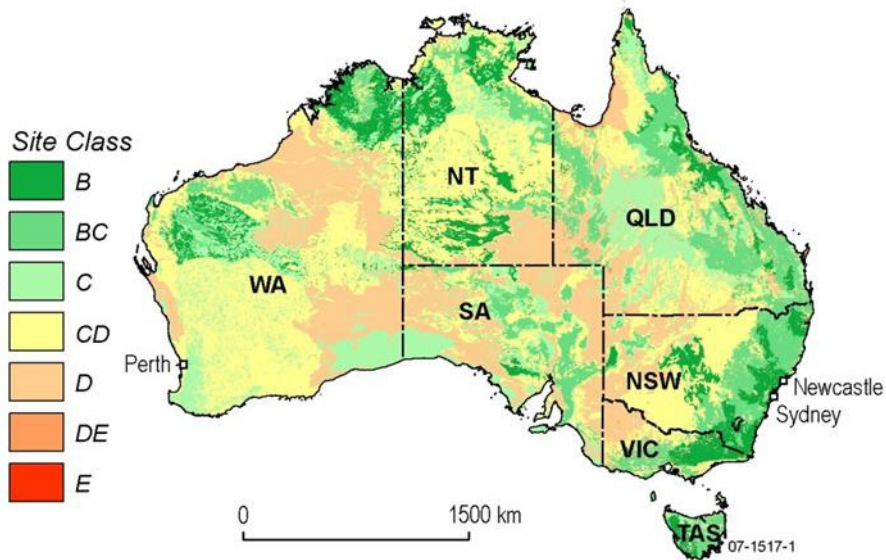 Site Class
B
BC
C
CD
D
DE
E
NT
QLD
WA
SA
Perth
NSW
Newcastle
Sydney
VIC
TAS
0 1500 km
07-1517-1